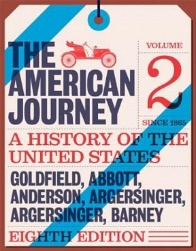 THE
AMERICAN
JOURNEY
VOLUME
2
SINCE 1865
A HISTORY OF THE
UNITED STATES
GOLDFIELD, ABBOTT,
ANDERSON, ARGERSINGER,
ARGERSINGER, BARNEY
EIGHTH EDITION